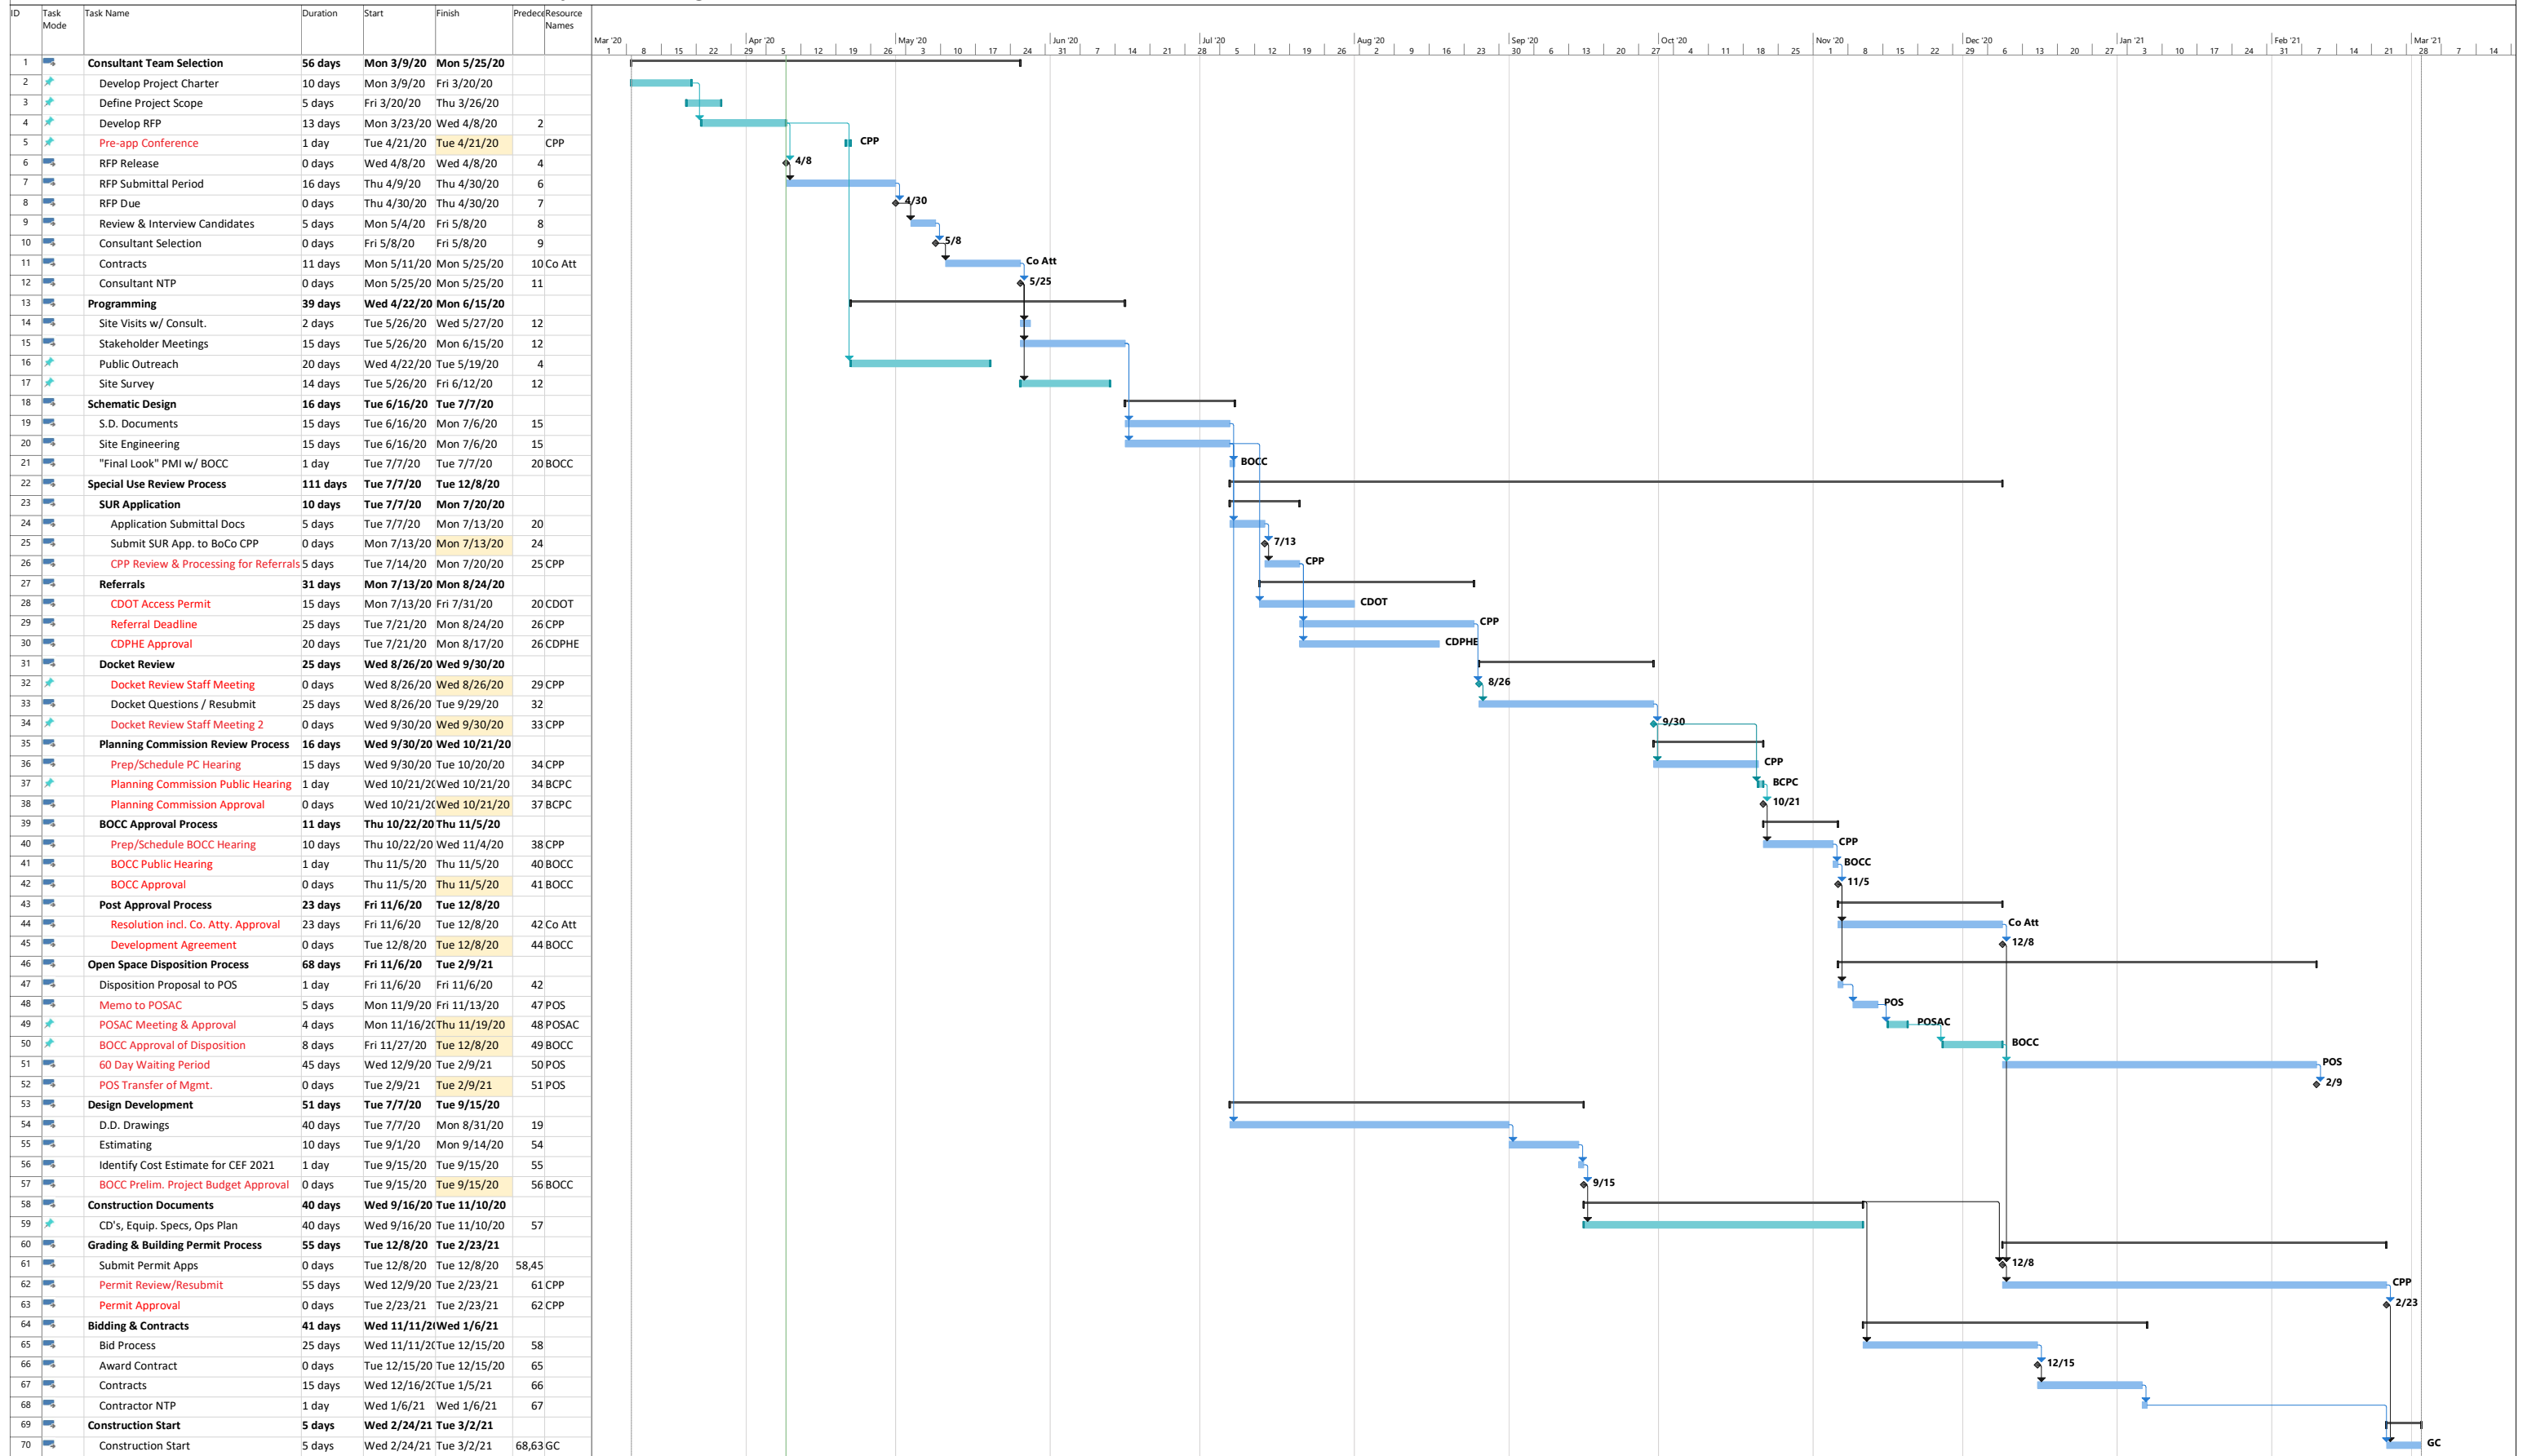 ID Task Mode Task Name Duration Start Finish Predece Resource Names
Mar '20 Apr '20 May '20 Jun '20 Jul '20 Aug '20 Sep '20 Oct '20 Nov '20 Dec '20 Jan '21 Feb '21 Mar '21
1 8 15 22 29 5 12 19 26 3 10 17 24 31 7 14 21 28 5 12 19 26 2 9 16 23 30 6 13 20 27 4 11 18 25 1 8 15 22 29 6 13 20 27 3 10 17 24 31 7 14 21 28 7 14
1 Consultant Team Selection 56 days Mon 3/9/20 Mon 5/25/20
2 Develop Project Charter 10 days Mon 3/9/20 Fri 3/20/20
3 Define Project Scope 5 days Fri 3/20/20 Thu 3/26/20
4 Develop RFP 13 days Mon 3/23/20 Wed 4/8/20 2
5 Pre-app Conference 1 day Tue 4/21/20 Tue 4/21/20 CPP CPP
6 RFP Release 0 days Wed 4/8/20 Wed 4/8/20 4 4/8
7 RFP Submittal Period 16 days Thu 4/9/20 Thu 4/30/20 6
8 RFP Due 0 days Thu 4/30/20 Thu 4/30/20 7 4/30
9 Review & Interview Candidates 5 days Mon 5/4/20 Fri 5/8/20 8
10 Consultant Selection 0 days Fri 5/8/20 Fri 5/8/20 9 5/8
11 Contracts 11 days Mon 5/11/20 Mon 5/25/20 10 Co Att Co Att
12 Consultant NTP 0 days Mon 5/25/20 Mon 5/25/20 11 5/25
13 Programming 39 days Wed 4/22/20 Mon 6/15/20
14 Site Visits w/ Consult. 2 days Tue 5/26/20 Wed 5/27/20 12
15 Stakeholder Meetings 15 days Tue 5/26/20 Mon 6/15/20 12
16 Public Outreach 20 days Wed 4/22/20 Tue 5/19/20 4
17 Site Survey 14 days Tue 5/26/20 Fri 6/12/20 12
18 Schematic Design 16 days Tue 6/16/20 Tue 7/7/20
19 S.D. Documents 15 days Tue 6/16/20 Mon 7/6/20 15
20 Site Engineering 15 days Tue 6/16/20 Mon 7/6/20 15
21 "Final Look" PMI w/ BOCC 1 day Tue 7/7/20 Tue 7/7/20 20 BOCC BOCC
22 Special Use Review Process 111 days Tue 7/7/20 Tue 12/8/20
23 SUR Application 10 days Tue 7/7/20 Mon 7/20/20
24 Application Submittal Docs 5 days Tue 7/7/20 Mon 7/13/20 20
25 Submit SUR App. to BoCo CPP 0 days Mon 7/13/20 Mon 7/13/20 24 7/13
26 CPP Review & Processing for Referrals 5 days Tue 7/14/20 Mon 7/20/20 25 CPP CPP
27 Referrals 31 days Mon 7/13/20 Mon 8/24/20
28 CDOT Access Permit 15 days Mon 7/13/20 Fri 7/31/20 20 CDOT CDOT
29 Referral Deadline 25 days Tue 7/21/20 Mon 8/24/20 26 CPP CPP
30 CDPHE Approval 20 days Tue 7/21/20 Mon 8/17/20 26 CDPHE CDPHE
31 Docket Review 25 days Wed 8/26/20 Wed 9/30/20
32 Docket Review Staff Meeting 0 days Wed 8/26/20 Wed 8/26/20 29 CPP 8/26
33 Docket Questions / Resubmit 25 days Wed 8/26/20 Tue 9/29/20 32
34 Docket Review Staff Meeting 2 0 days Wed 9/30/20 Wed 9/30/20 33 CPP 9/30
35 Planning Commission Review Process 16 days Wed 9/30/20 Wed 10/21/20
36 Prep/Schedule PC Hearing 15 days Wed 9/30/20 Tue 10/20/20 34 CPP CPP
37 Planning Commission Public Hearing 1 day Wed 10/21/20 Wed 10/21/20 34 BCPC BCPC
38 Planning Commission Approval 0 days Wed 10/21/20 Wed 10/21/20 37 BCPC 10/21
39 BOCC Approval Process 11 days Thu 10/22/20 Thu 11/5/20
40 Prep/Schedule BOCC Hearing 10 days Thu 10/22/20 Wed 11/4/20 38 CPP CPP
41 BOCC Public Hearing 1 day Thu 11/5/20 Thu 11/5/20 40 BOCC BOCC
42 BOCC Approval 0 days Thu 11/5/20 Thu 11/5/20 41 BOCC 11/5
43 Post Approval Process 23 days Fri 11/6/20 Tue 12/8/20
44 Resolution incl. Co. Atty. Approval 23 days Fri 11/6/20 Tue 12/8/20 42 Co Att Co Att
45 Development Agreement 0 days Tue 12/8/20 Tue 12/8/20 44 BOCC 12/8
46 Open Space Disposition Process 68 days Fri 11/6/20 Tue 2/9/21
47 Disposition Proposal to POS 1 day Fri 11/6/20 Fri 11/6/20 42
48 Memo to POSAC 5 days Mon 11/9/20 Fri 11/13/20 47 POS POS
49 POSAC Meeting & Approval 4 days Mon 11/16/20 Thu 11/19/20 48 POSAC POSAC
50 BOCC Approval of Disposition 8 days Fri 11/27/20 Tue 12/8/20 49 BOCC BOCC
51 60 Day Waiting Period 45 days Wed 12/9/20 Tue 2/9/21 50 POS POS
52 POS Transfer of Mgmt. 0 days Tue 2/9/21 Tue 2/9/21 51 POS 2/9
53 Design Development 51 days Tue 7/7/20 Tue 9/15/20
54 D.D. Drawings 40 days Tue 7/7/20 Mon 8/31/20 19
55 Estimating 10 days Tue 9/1/20 Mon 9/14/20 54
56 Identify Cost Estimate for CEF 2021 1 day Tue 9/15/20 Tue 9/15/20 55
57 BOCC Prelim. Project Budget Approval 0 days Tue 9/15/20 Tue 9/15/20 56 BOCC 9/15
58 Construction Documents 40 days Wed 9/16/20 Tue 11/10/20
59 CD's, Equip. Specs, Ops Plan 40 days Wed 9/16/20 Tue 11/10/20 57
60 Grading & Building Permit Process 55 days Tue 12/8/20 Tue 2/23/21
61 Submit Permit Apps 0 days Tue 12/8/20 Tue 12/8/20 58,45 12/8
62 Permit Review/Resubmit 55 days Wed 12/9/20 Tue 2/23/21 61 CPP CPP
63 Permit Approval 0 days Tue 2/23/21 Tue 2/23/21 62 CPP 2/23
64 Bidding & Contracts 41 days Wed 11/11/20 Wed 1/6/21
65 Bid Process 25 days Wed 11/11/20 Tue 12/15/20 58
66 Award Contract 0 days Tue 12/15/20 Tue 12/15/20 65 12/15
67 Contracts 15 days Wed 12/16/20 Tue 1/5/21 66
68 Contractor NTP 1 day Wed 1/6/21 Wed 1/6/21 67
69 Construction Start 5 days Wed 2/24/21 Tue 3/2/21
70 Construction Start 5 days Wed 2/24/21 Tue 3/2/21 68,63 GC GC